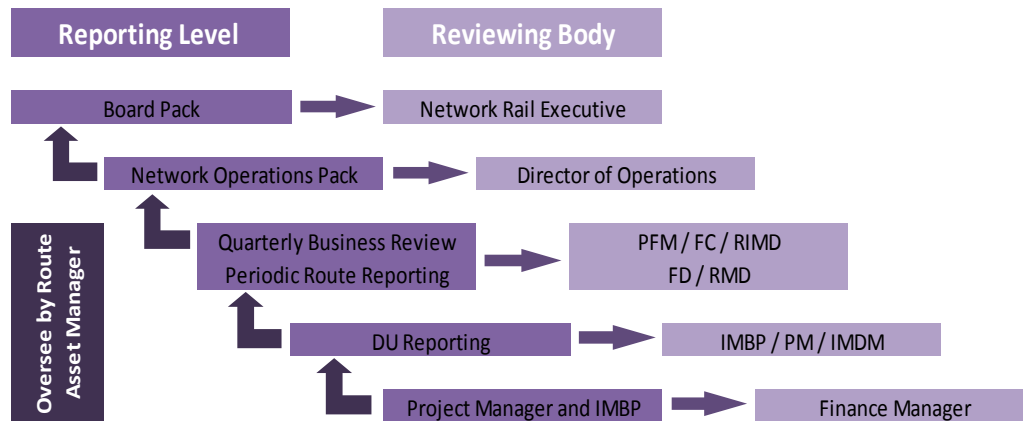 Reporting Level
Reviewing Body
Board Pack
Network Rail Executive
Network Operations Pack
Director of Operations
Oversee by Route
Asset Manager
Quarterly Business Review
Periodic Route Reporting
PFM / FC / RIMD
FD / RMD
DU Reporting
IMBP / PM / IMDM
Project Manager and IMBP
Finance Manager